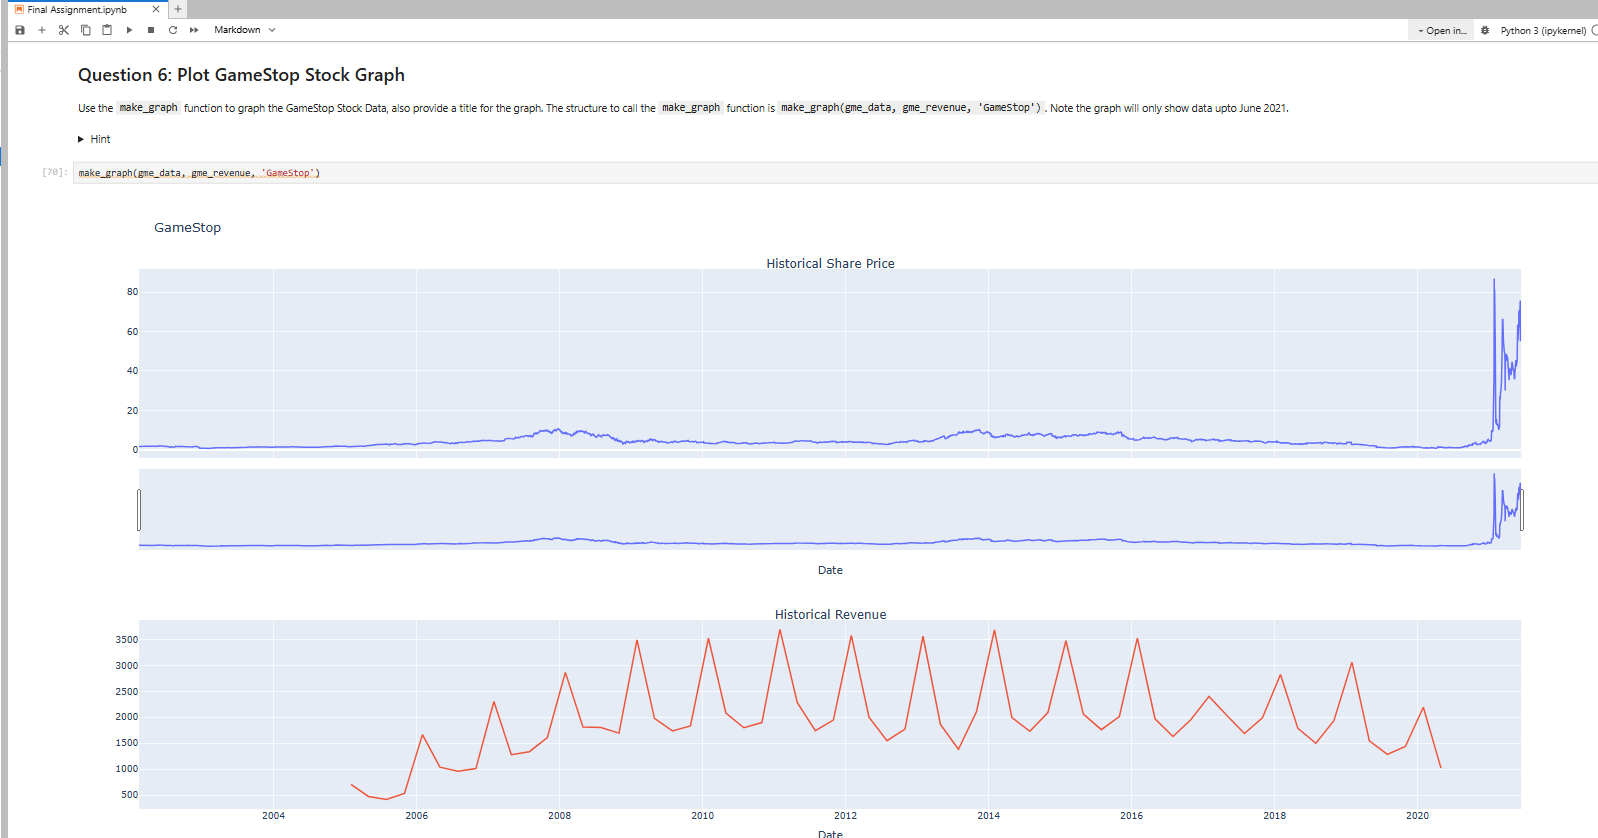 Final Assignment.ipynb
Markdown
Open in... Python 3 (ipykernel)
Question 6: Plot GameStop Stock Graph
Use the make_graph function to graph the GameStop Stock Data, also provide a title for the graph. The structure to call the make_graph function is make_graph(gme_data, gme_revenue, 'GameStop'). Note the graph will only show data upto June 2021.
Hint
[70]: make_graph(gme_data, gme_revenue, 'GameStop')
GameStop
Historical Share Price
80
60
40
20
0
Date
Historical Revenue
3500
3000
2500
2000
1500
1000
500
2004 2006 2008 2010 2012 2014 2016 2018 2020
Date